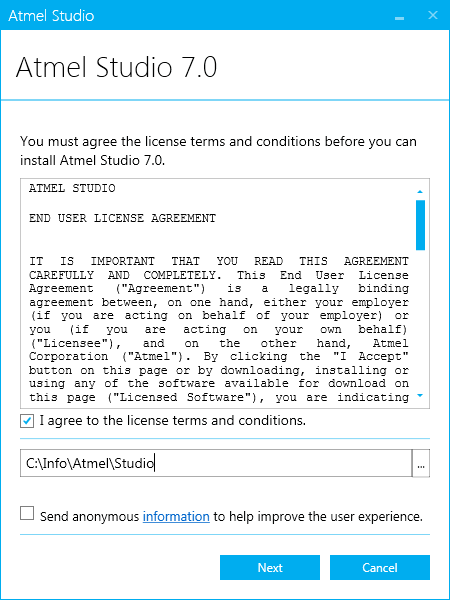 Atmel Studio
Atmel Studio 7.0
You must agree the license terms and conditions before you can
install Atmel Studio 7.0.
ATMEL STUDIO
END USER LICENSE AGREEMENT
IT IS IMPORTANT THAT YOU READ THIS AGREEMENT
CAREFULLY AND COMPLETELY. This End User License
Agreement ("Agreement") is a legally binding
agreement between, on one hand, either your employer
(if you are acting on behalf of your employer) or
you (if you are acting on your own behalf)
("Licensee"), and on the other hand, Atmel
Corporation ("Atmel"). By clicking the "I Accept"
button on this page or by downloading, installing or
using any of the software available for download on
this page ("Licensed Software"), you are indicating
I agree to the license terms and conditions.
C:\Info\Atmel\Studio
...
Send anonymous information to help improve the user experience.
Next
Cancel